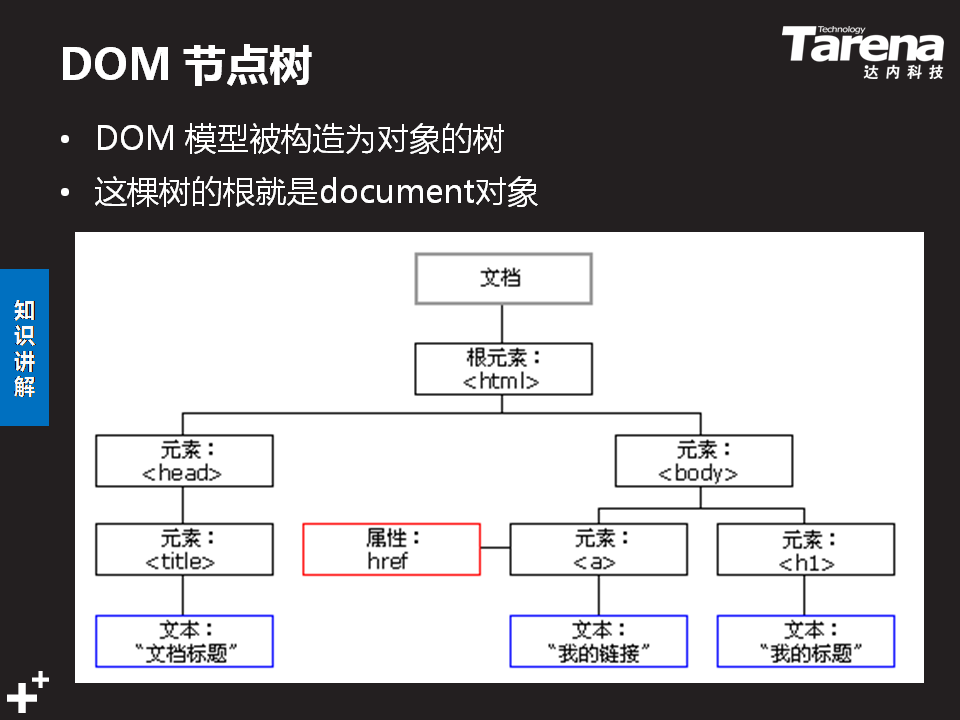 DOM 节点树
Technology
Tarena
达内科技
• DOM 模型被构造为对象的树
• 这棵树的根就是document对象
知
识
讲
解
文档
根元素：
<html>
元素：
<head>
元素：
<body>
元素：
<title>
属性：
href
元素：
<a>
元素：
<h1>
文本：
“文档标题”
文本：
“我的链接”
文本：
“我的标题”